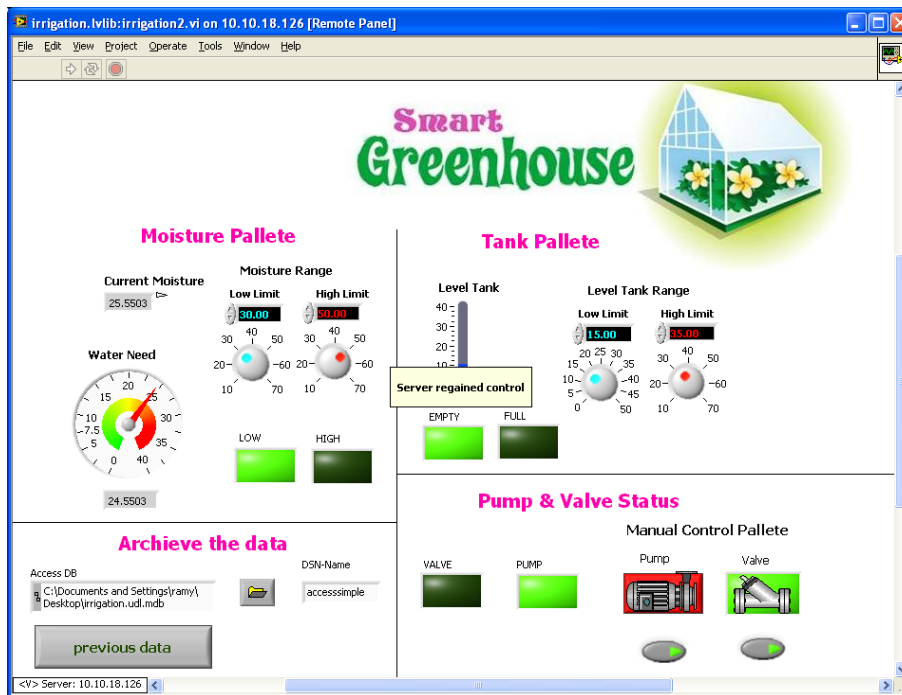 irrigation.lvlib:irrigation2.vi on 10.10.18.126 [Remote Panel]
File Edit View Project Operate Tools Window Help
Smart
Greenhouse
Moisture Pallete
Current Moisture
25.5503
Moisture Range
Low Limit High Limit
30.00 50.00
10 20 30 40 50 60 70
10 20 30 40 50 60 70
Water Need
0 5 7.5 10 15 20 25 30 35 40
24.5503
LOW HIGH
Tank Pallete
Level Tank
40
30
20
10
Level Tank Range
Low Limit High Limit
15.00 35.00
0 5 10 15 20 25 30 35 40 45 50
10 20 30 40 50 60 70
Server regained control
EMPTY FULL
Archieve the data
Access DB
C:\Documents and Settings\ramy\
Desktop\irrigation.udl.mdb
DSN-Name
accesssimple
previous data
Pump & Valve Status
VALVE PUMP
Manual Control Pallete
Pump Valve
<V> Server: 10.10.18.126